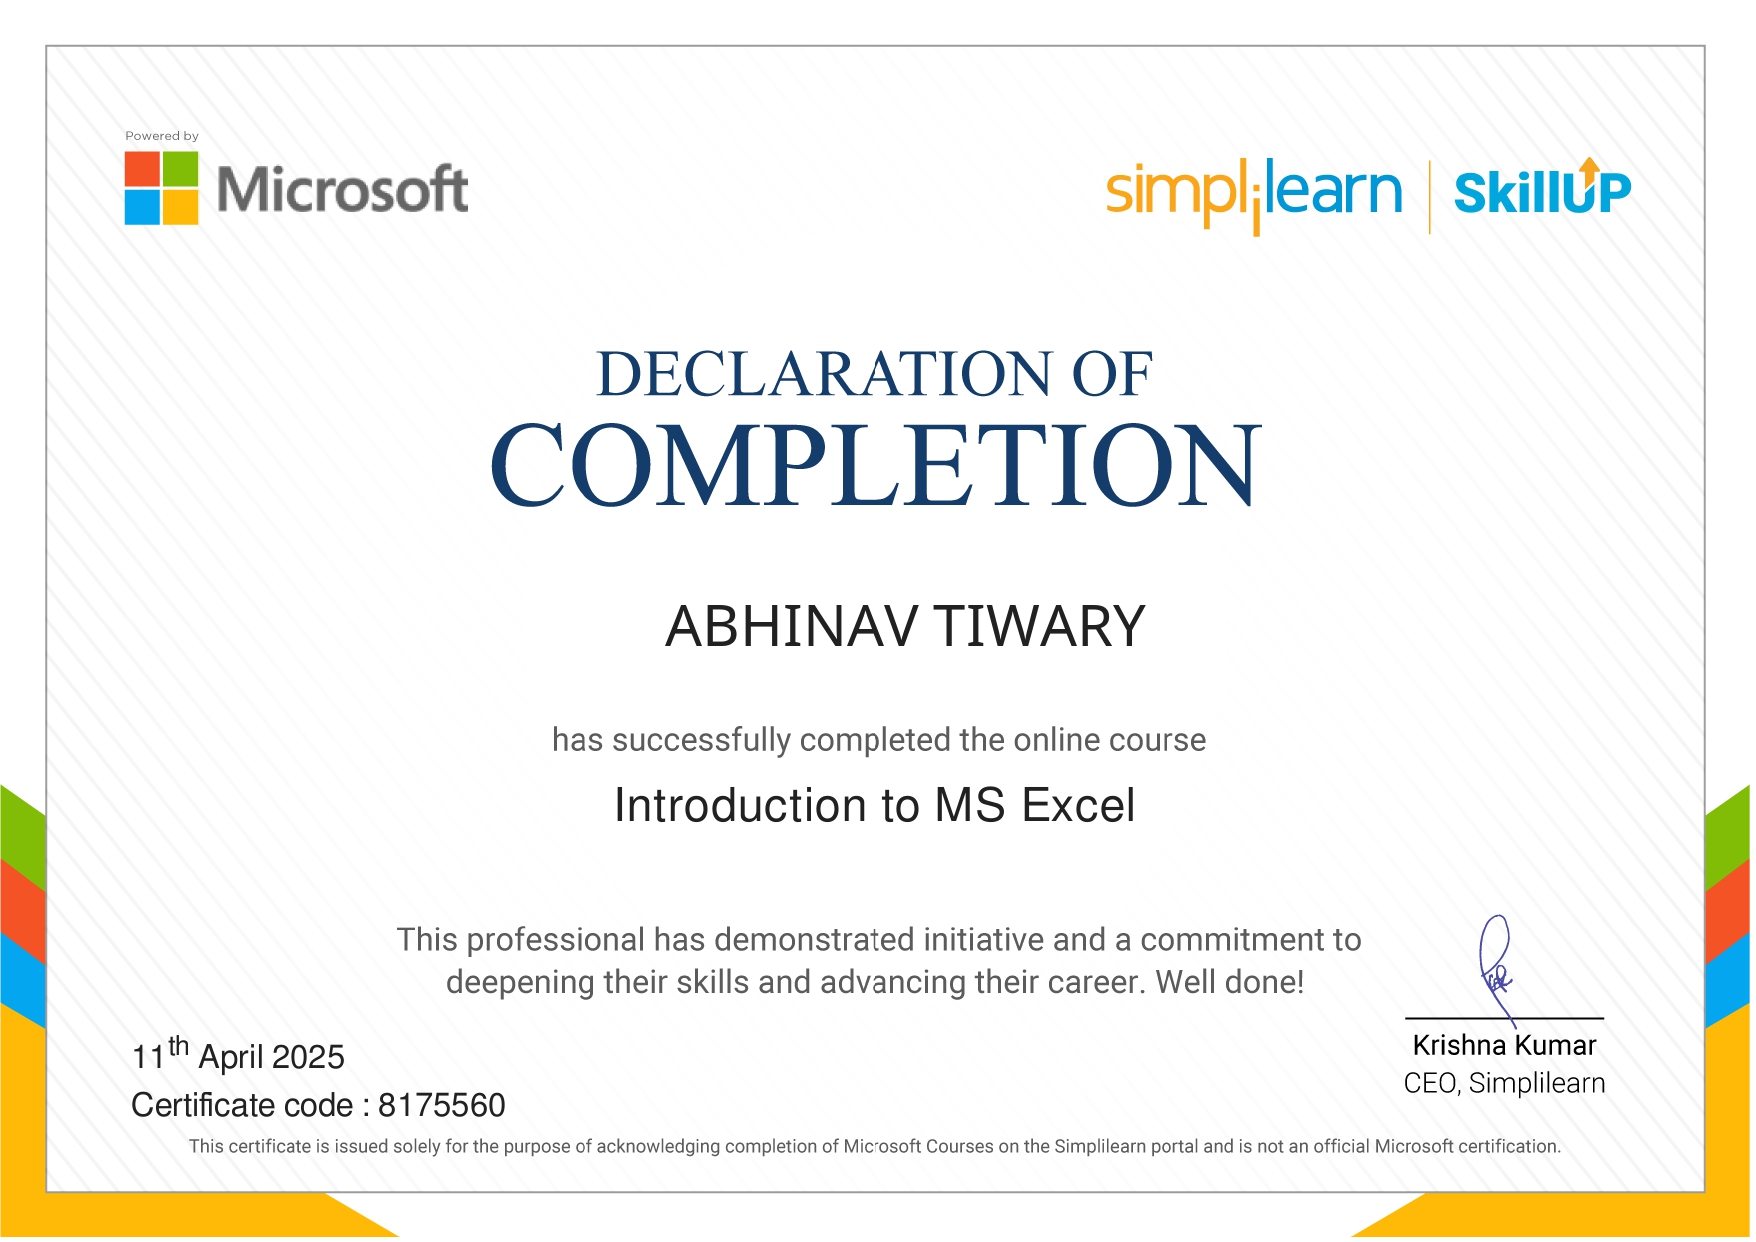 Powered by
Microsoft
simplilearn | SkillUP
DECLARATION OF
COMPLETION
ABHINAV TIWARY
has successfully completed the online course
Introduction to MS Excel
This professional has demonstrated initiative and a commitment to
deepening their skills and advancing their career. Well done!
11th April 2025
Certificate code : 8175560
Krishna Kumar
CEO, Simplilearn
This certificate is issued solely for the purpose of acknowledging completion of Microsoft Courses on the Simplilearn portal and is not an official Microsoft certification.